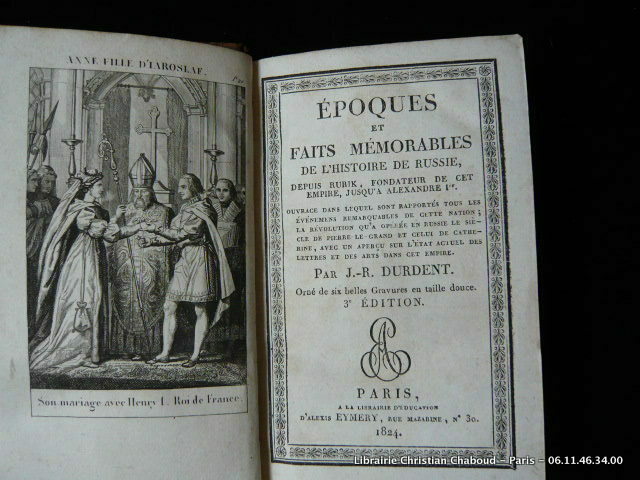 ANNE FILLE D'IAROSLAF.
Son mariage avec Henry I. Roi de France.
ÉPOQUES
ET
FAITS MÉMORABLES
DE L'HISTOIRE DE RUSSIE,
DEPUIS RURIK, FONDATEUR DE CET
EMPIRE, JUSQU'A ALEXANDRE Ier.
OUVRAGE DANS LEQUEL SONT RAPPORTÉS TOUS LES
ÉVÉNEMENS REMARQUABLES DE CETTE NATION;
LA RÉVOLUTION QU'A OPÉRÉE EN RUSSIE LE SIÈ-
CLE DE PIERRE LE GRAND ET CELUI DE CATHE-
RINE, AVEC UN APERÇU SUR L'ÉTAT ACTUEL DES
LETTRES ET DES ARTS DANS CET EMPIRE.
PAR J.-R. DURDENT.
Orné de six belles Gravures en taille douce.
3e ÉDITION.
PARIS,
A LA LIBRAIRIE D'ÉDUCATION
D'ALEXIS EYMERY, RUE MAZARINE, N° 30.
1824.
Librairie Christian Chaboud – Paris – 06.11.46.34.00